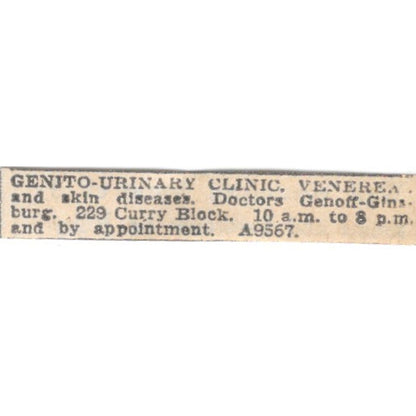 GENITO-URINARY CLINIC. VENEREA
and skin diseases. Doctors Genoff-Gins-
burg. 229 Curry Block. 10 a.m. to 8 p.m.
and by appointment. A9567.